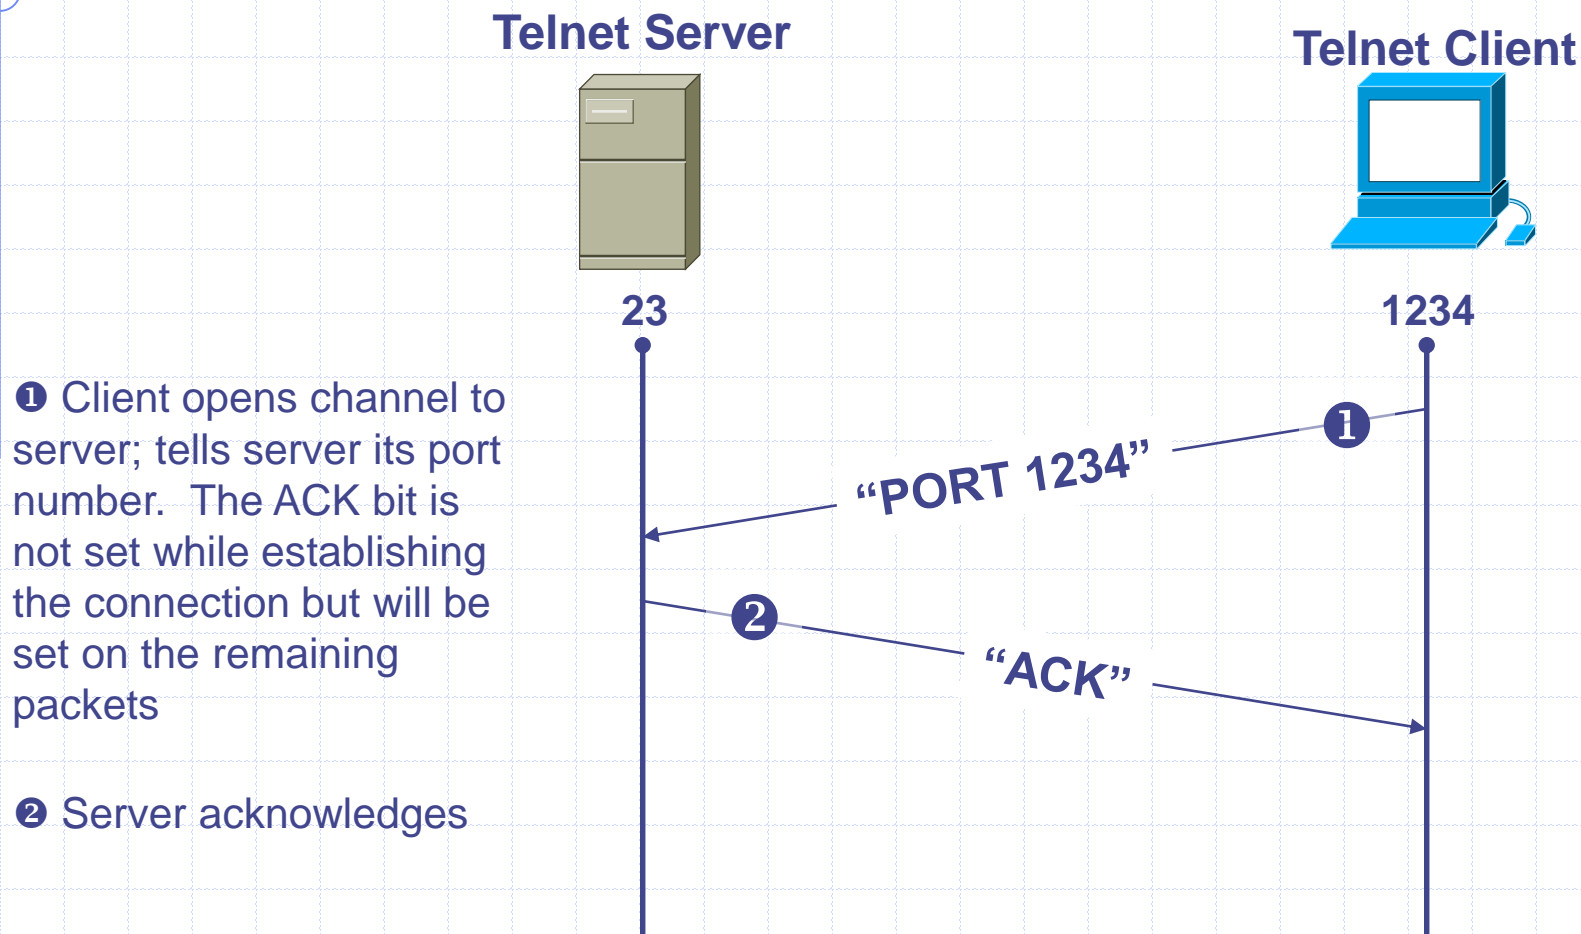 Telnet Server
Telnet Client
23
1234
❶ Client opens channel to
server; tells server its port
number.  The ACK bit is
not set while establishing
the connection but will be
set on the remaining
packets
❶
“PORT 1234”
❷
“ACK”
❷ Server acknowledges